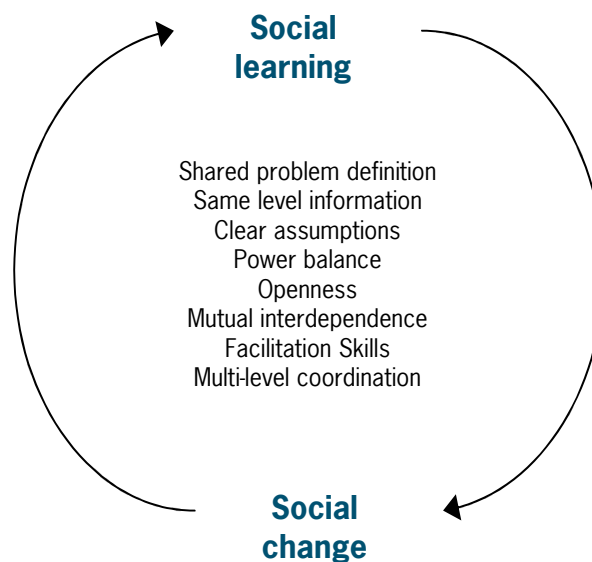 Social
learning
Shared problem definition
Same level information
Clear assumptions
Power balance
Openness
Mutual interdependence
Facilitation Skills
Multi-level coordination
Social
change